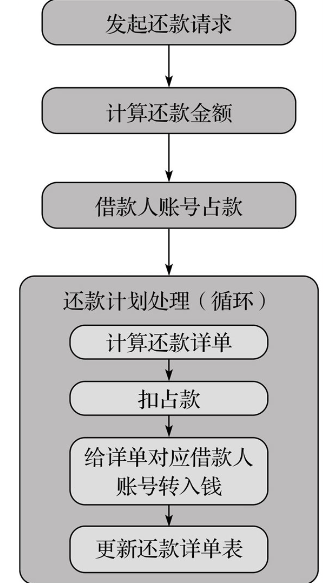 发起还款请求
计算还款金额
借款人账号占款
还款计划处理（循环）
计算还款详单
扣占款
给详单对应借款人
账号转入钱
更新还款详单表